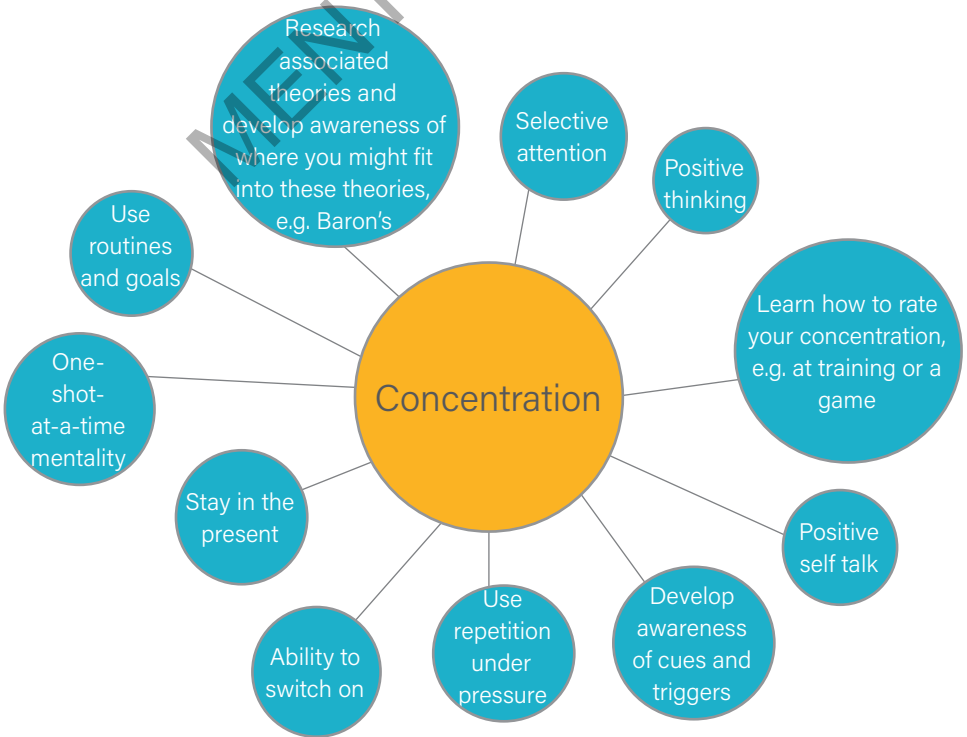 Research
associated
theories and
develop awareness of
where you might fit
into these theories,
e.g. Baron's
Selective
attention
Positive
thinking
Use
routines
and goals
Learn how to rate
your concentration,
e.g. at training or a
game
One-
shot-
at-a-time
mentality
Concentration
Stay in the
present
Positive
self talk
Ability to
switch on
Use
repetition
under
pressure
Develop
awareness
of cues and
triggers